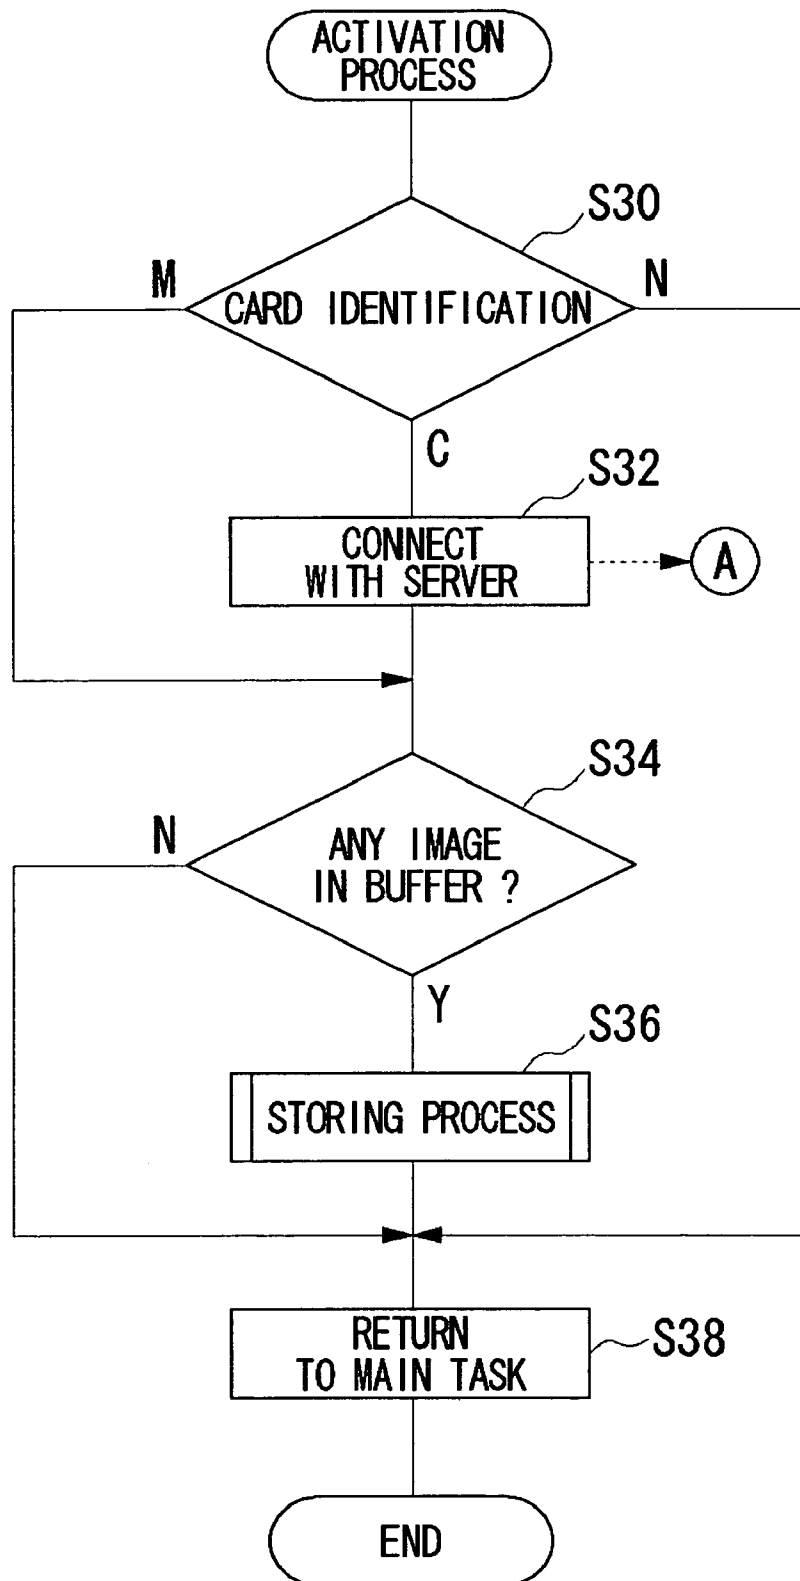 ACTIVATION
PROCESS
S30
M
CARD IDENTIFICATION
N
C
S32
CONNECT
WITH SERVER
A
S34
N
ANY IMAGE
IN BUFFER ?
Y
S36
STORING PROCESS
RETURN
TO MAIN TASK
S38
END